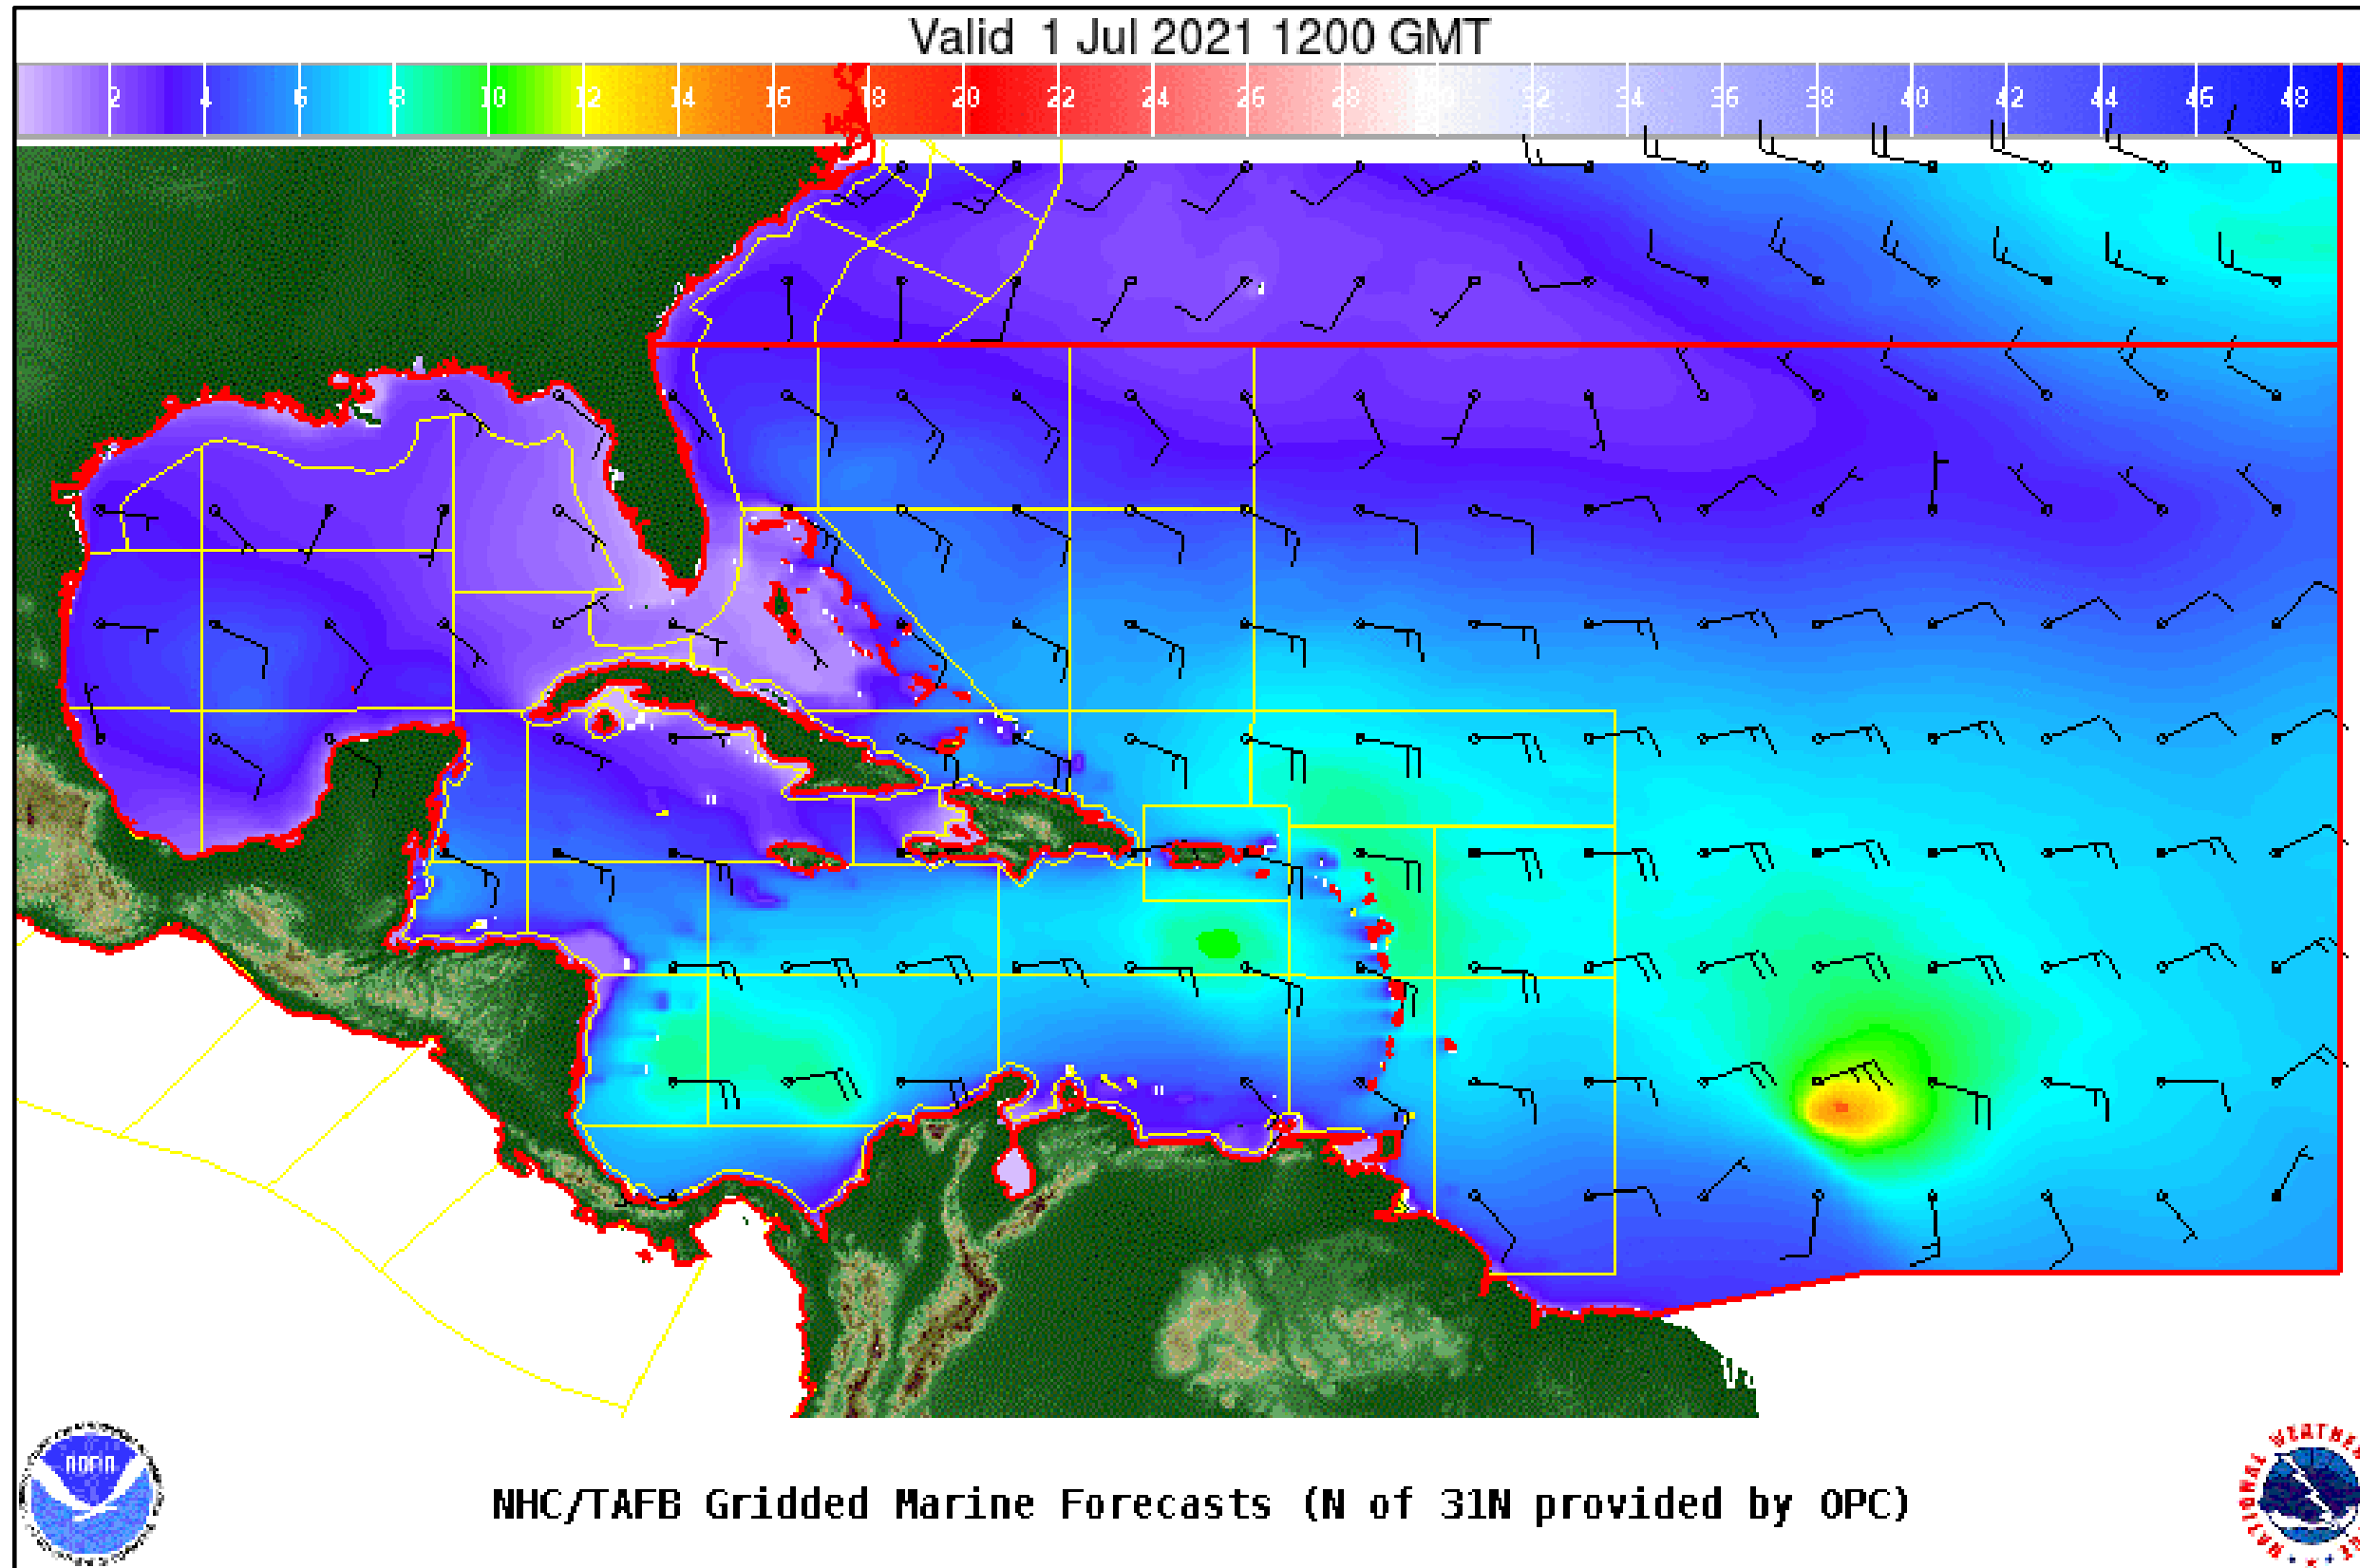 Valid 1 Jul 2021 1200 GMT
2 4 6 8 10 12 14 16 18 20 22 24 26 28 30 32 34 36 38 40 42 44 46 48
NHC/TAFB Gridded Marine Forecasts (N of 31N provided by OPC)